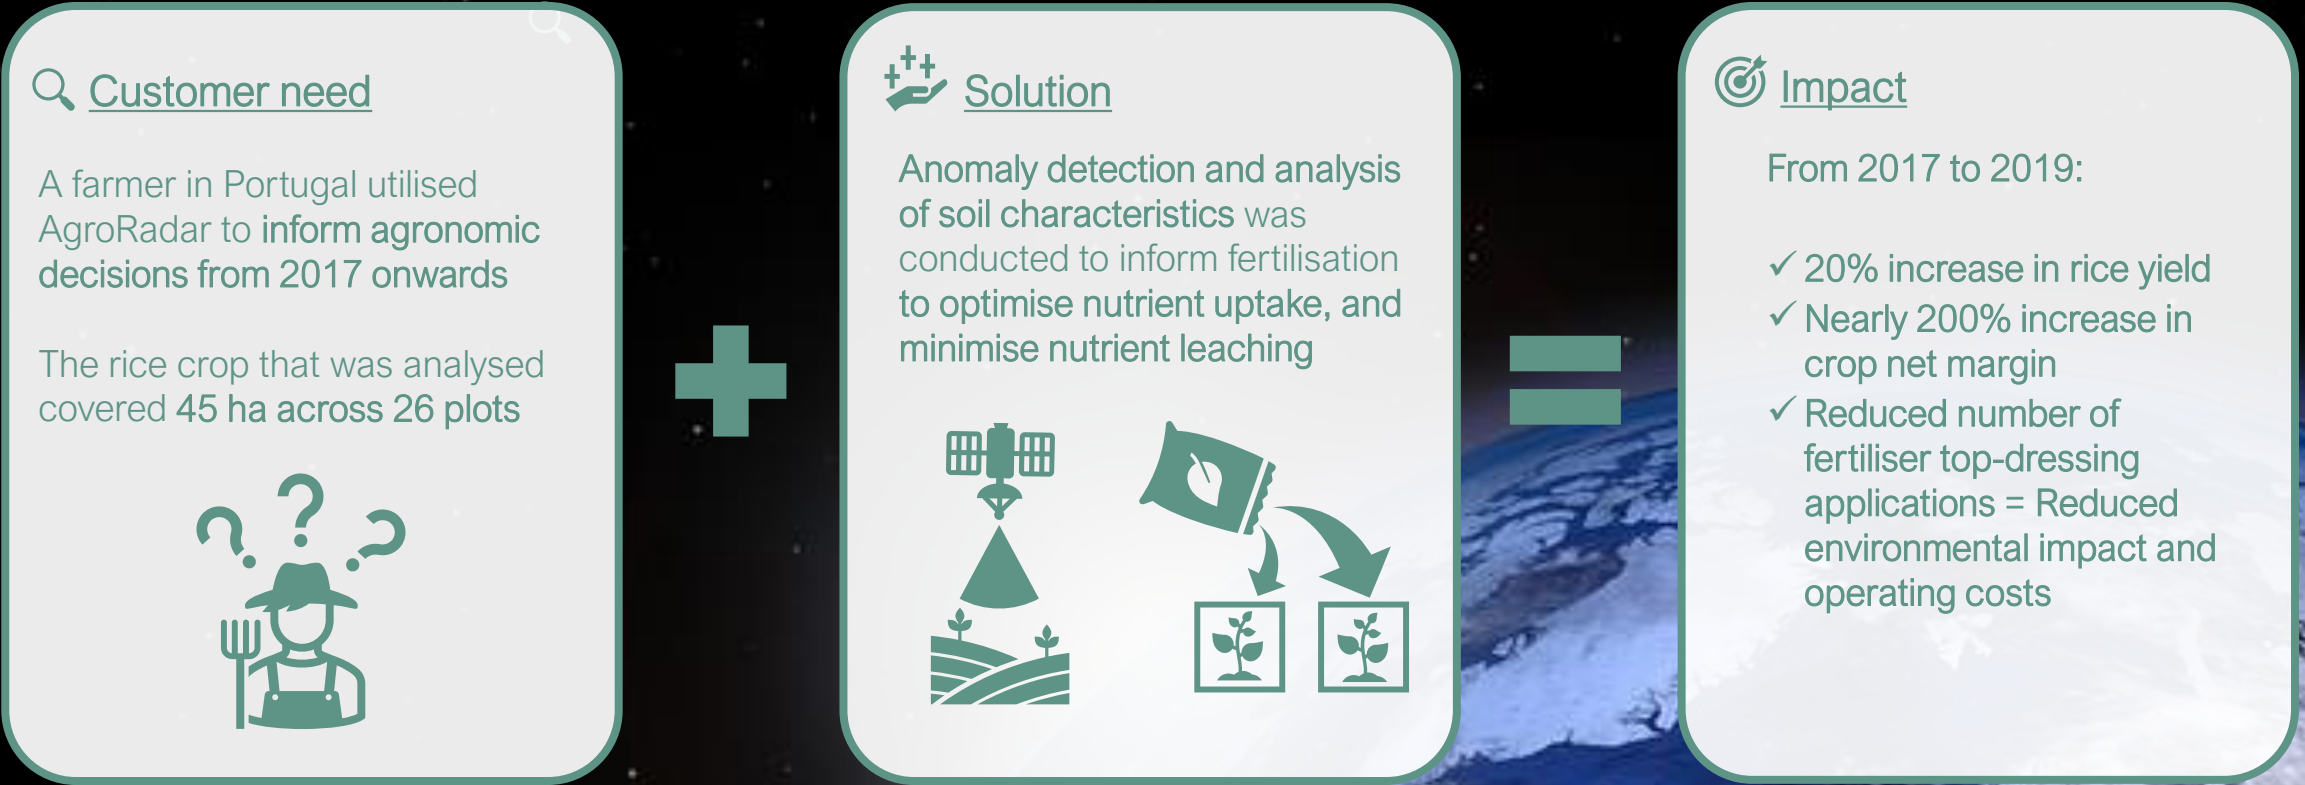 Customer need
A farmer in Portugal utilised
AgroRadar to inform agronomic
decisions from 2017 onwards
The rice crop that was analysed
covered 45 ha across 26 plots
Solution
Anomaly detection and analysis
of soil characteristics was
conducted to inform fertilisation
to optimise nutrient uptake, and
minimise nutrient leaching
Impact
From 2017 to 2019:
✓ 20% increase in rice yield
✓ Nearly 200% increase in
crop net margin
✓ Reduced number of
fertiliser top-dressing
applications = Reduced
environmental impact and
operating costs